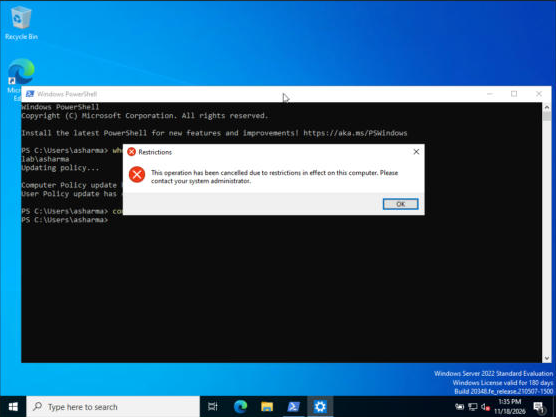 Recycle Bin
Windows PowerShell
Windows PowerShell
Copyright (C) Microsoft Corporation. All rights reserved.
Install the latest PowerShell for new features and improvements! https://aka.ms/PSWindows
PS C:\Users\asharma>
lab\asharma
Updating policy...
Computer Policy update
User Policy update has
PS C:\Users\asharma>
PS C:\Users\asharma>
Restrictions
This operation has been cancelled due to restrictions in effect on this computer. Please
contact your system administrator.
OK
Windows Server 2022 Standard Evaluation
Windows License valid for 180 days
Build 20348.fe_release.210507-1500
Type here to search
1:35 PM
11/18/2026